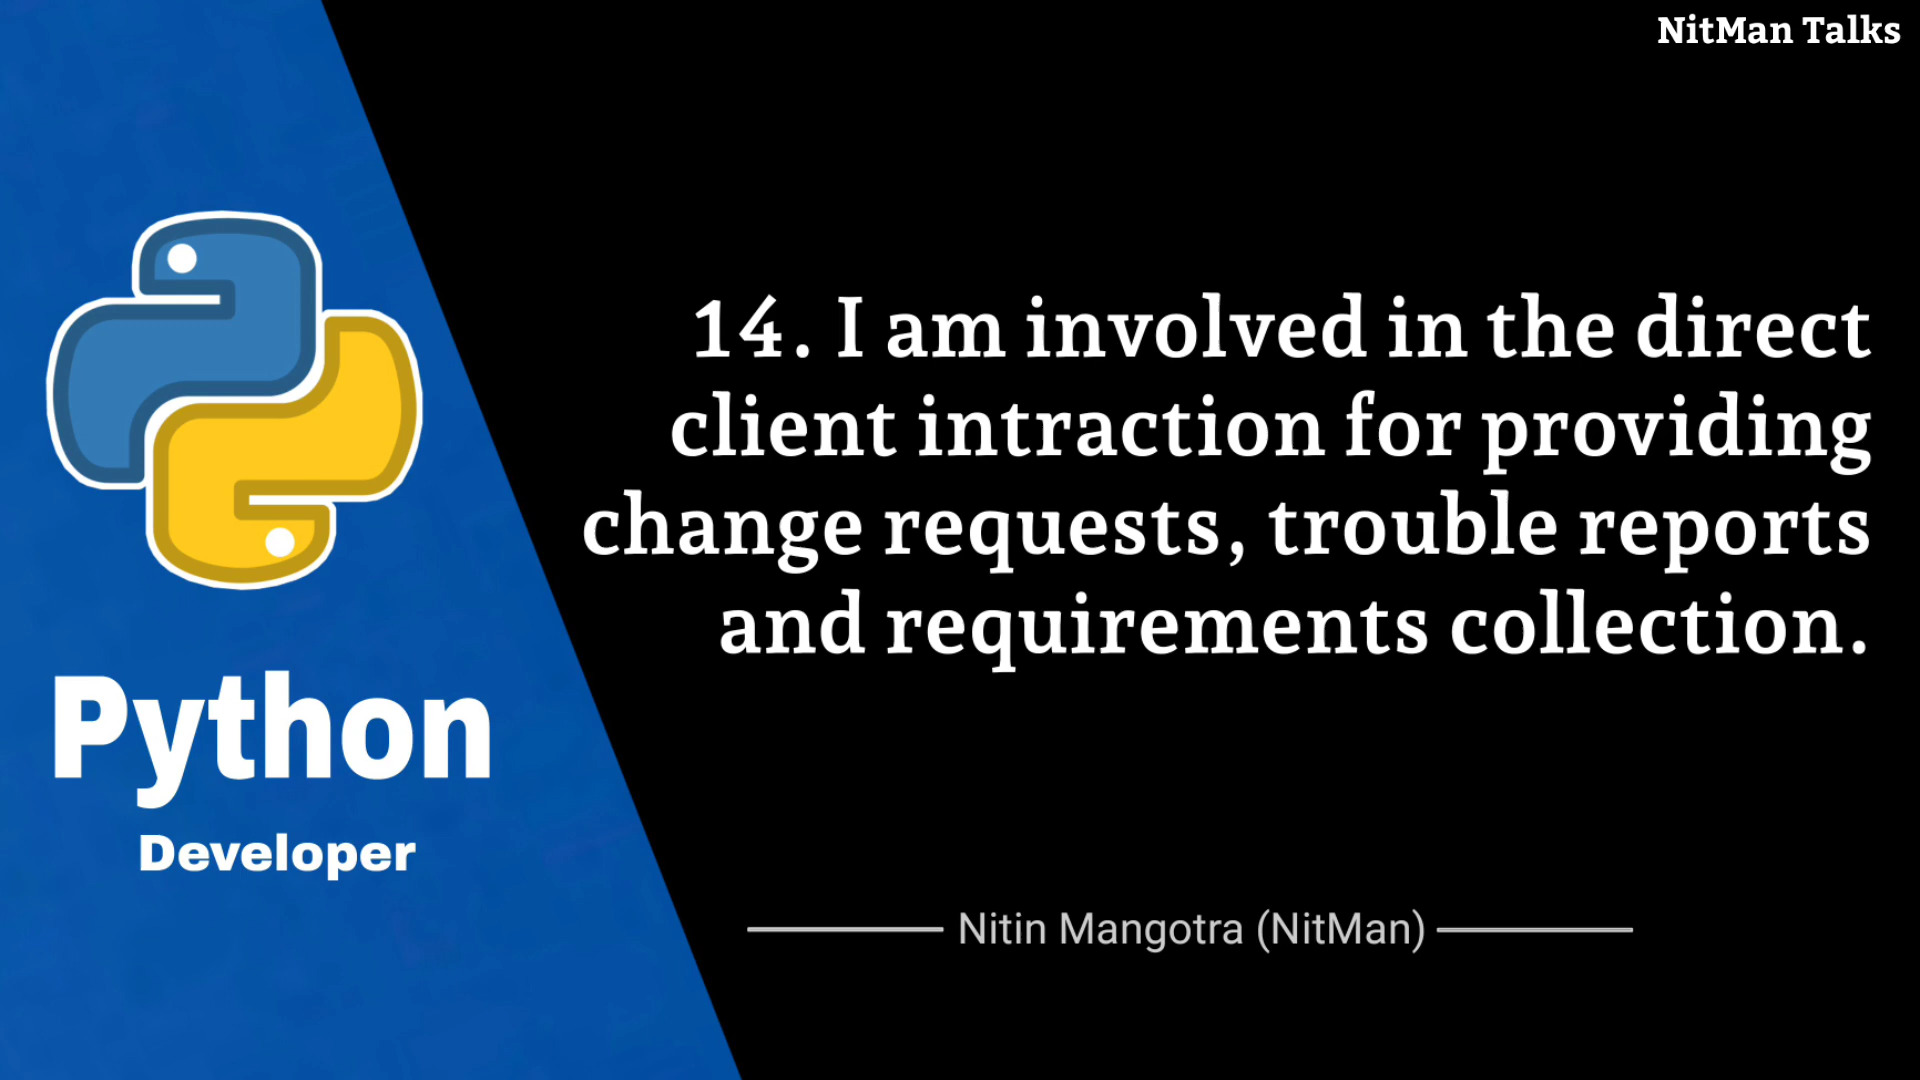 NitMan Talks
14. I am involved in the direct
client intraction for providing
change requests, trouble reports
and requirements collection.
Python
Developer
Nitin Mangotra (NitMan)